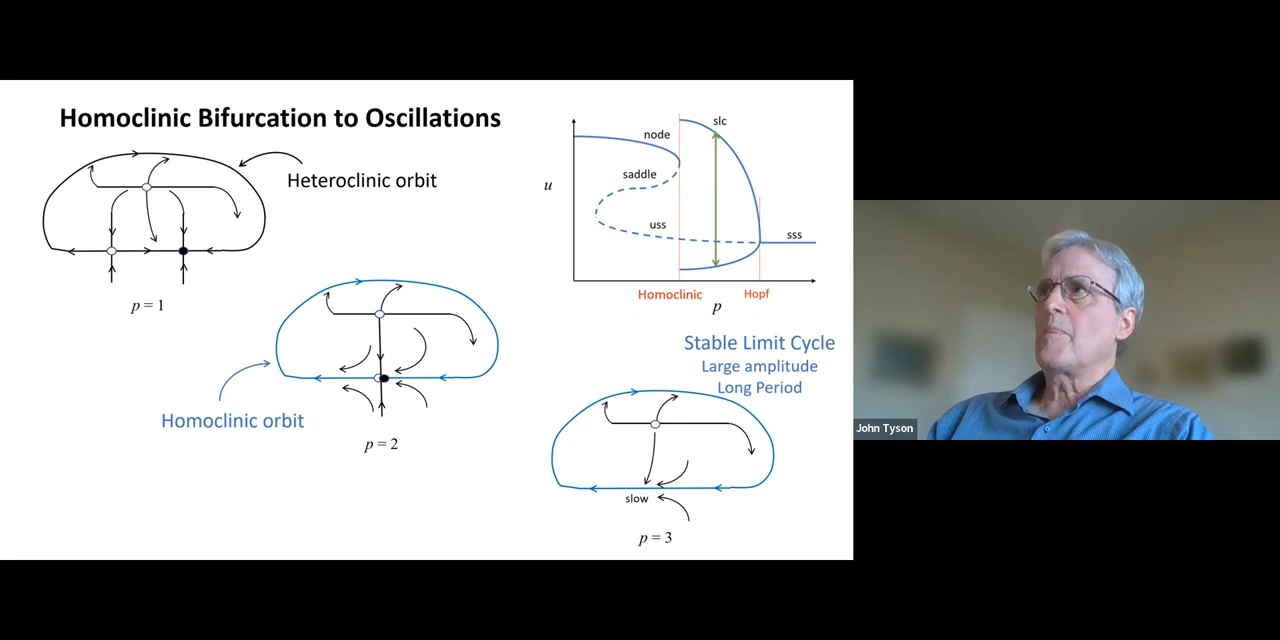 Homoclinic Bifurcation to Oscillations
Heteroclinic orbit
p = 1
Homoclinic orbit
p = 2
u
node
slc
saddle
uss
sss
Homoclinic
Hopf
p
Stable Limit Cycle
Large amplitude
Long Period
slow
p = 3
John Tyson